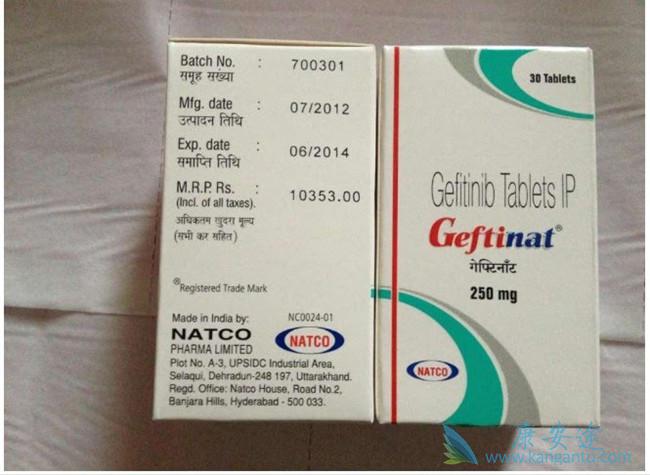 Batch No. : 700301
समूह संख्या
Mfg. date : 07/2012
उत्पादन तिथि
Exp. date : 06/2014
समाप्ति तिथि
M.R.P. Rs. : 10353.00
(Incl. of all taxes).
अधिकतम खुदरा मूल्य
(सभी कर सहित)
®Registered Trade Mark
Made in India by: NC0024-01
NATCO
PHARMA LIMITED
NATCO
Plot No. A-3, UPSIDC Industrial Area,
Selaqui, Dehradun-248 197, Uttarakhand.
Regd. Office: Natco House, Road No.2,
Banjara Hills, Hyderabad - 500 033.
30 Tablets
Gefitinib Tablets IP
Geftinat®
गेफ्टिनॉट
250 mg
NATCO
康安途
www.kangantu.com